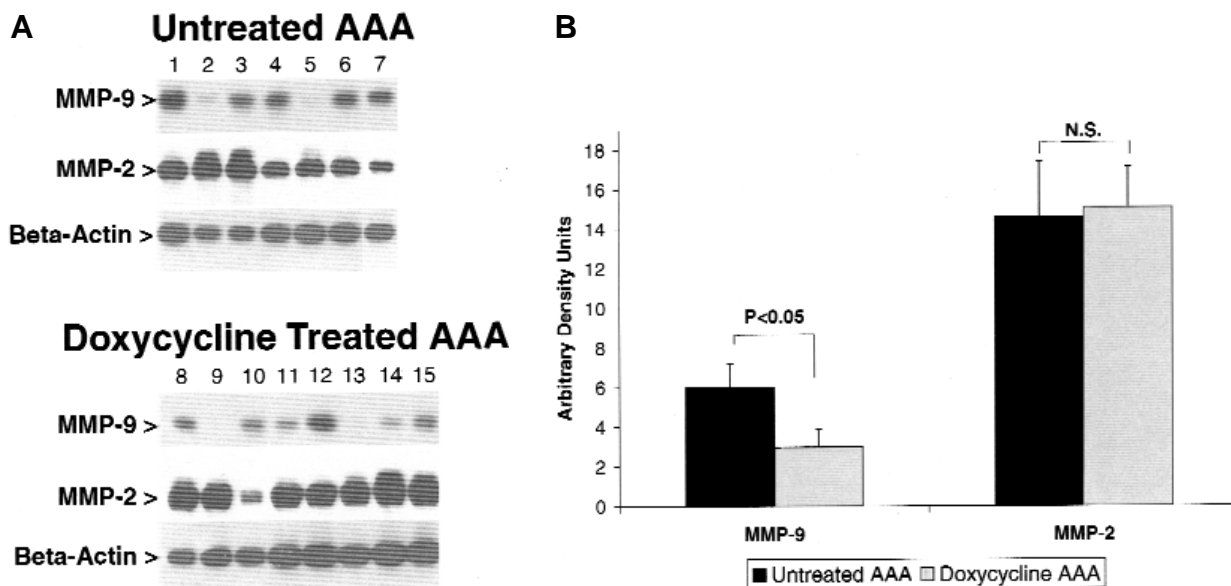 A
Untreated AAA
1 2 3 4 5 6 7
MMP-9 >
MMP-2 >
Beta-Actin >
Doxycycline Treated AAA
8 9 10 11 12 13 14 15
MMP-9 >
MMP-2 >
Beta-Actin >
B
Arbitrary Density Units
18
16
14
12
10
8
6
4
2
0
P<0.05
N.S.
MMP-9
MMP-2
Untreated AAA Doxycycline AAA